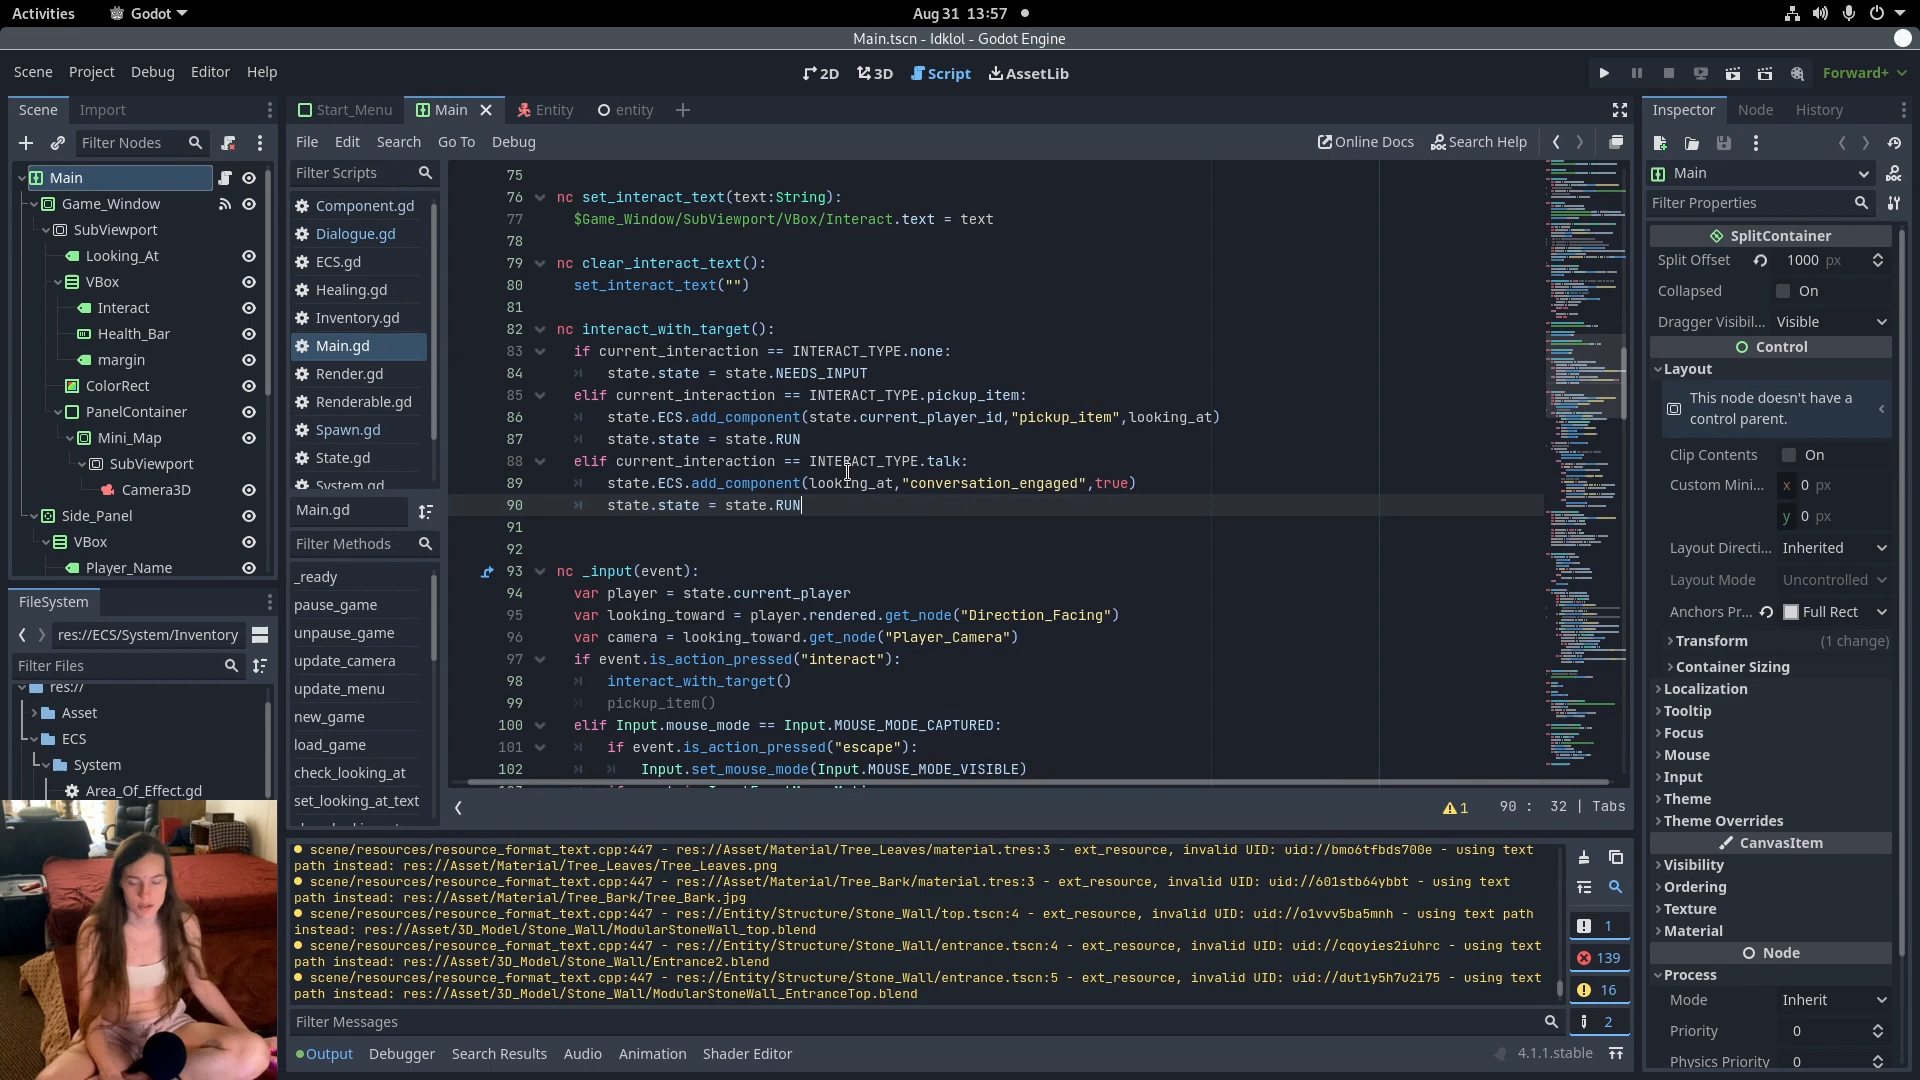 Activities
Godot
Aug 31 13:57
Main.tscn - Idklol - Godot Engine
Scene Project Debug Editor Help
2D 3D Script AssetLib
Forward+
Scene Import
Filter Nodes
Main
Game_Window
SubViewport
Looking_At
VBox
Interact
Health_Bar
margin
ColorRect
PanelContainer
Mini_Map
SubViewport
Camera3D
Side_Panel
VBox
Player_Name
FileSystem
res://ECS/System/Inventory
Filter Files
res://
Asset
ECS
System
Area_Of_Effect.gd
Start_Menu Main Entity entity
File Edit Search Go To Debug
Online Docs Search Help
Filter Scripts
Component.gd
Dialogue.gd
ECS.gd
Healing.gd
Inventory.gd
Main.gd
Render.gd
Renderable.gd
Spawn.gd
State.gd
System.gd
Main.gd
Filter Methods
_ready
pause_game
unpause_game
update_camera
update_menu
new_game
load_game
check_looking_at
set_looking_at_text
75
76 nc set_interact_text(text:String):
77 $Game_Window/SubViewport/VBox/Interact.text = text
78
79 nc clear_interact_text():
80 set_interact_text("")
81
82 nc interact_with_target():
83 if current_interaction == INTERACT_TYPE.none:
84 state.state = state.NEEDS_INPUT
85 elif current_interaction == INTERACT_TYPE.pickup_item:
86 state.ECS.add_component(state.current_player_id,"pickup_item",looking_at)
87 state.state = state.RUN
88 elif current_interaction == INTERACT_TYPE.talk:
89 state.ECS.add_component(looking_at,"conversation_engaged",true)
90 state.state = state.RUN
91
92
93 nc _input(event):
94 var player = state.current_player
95 var looking_toward = player.rendered.get_node("Direction_Facing")
96 var camera = looking_toward.get_node("Player_Camera")
97 if event.is_action_pressed("interact"):
98 interact_with_target()
99 pickup_item()
100 elif Input.mouse_mode == Input.MOUSE_MODE_CAPTURED:
101 if event.is_action_pressed("escape"):
102 Input.set_mouse_mode(Input.MOUSE_MODE_VISIBLE)
1 90 : 32 | Tabs
scene/resources/resource_format_text.cpp:447 - res://Asset/Material/Tree_Leaves/material.tres:3 - ext_resource, invalid UID: uid://bmo6tfbds700e - using text
path instead: res://Asset/Material/Tree_Leaves/Tree_Leaves.png
scene/resources/resource_format_text.cpp:447 - res://Asset/Material/Tree_Bark/material.tres:3 - ext_resource, invalid UID: uid://601stb64ybbt - using text
path instead: res://Asset/Material/Tree_Bark/Tree_Bark.jpg
scene/resources/resource_format_text.cpp:447 - res://Entity/Structure/Stone_Wall/top.tscn:4 - ext_resource, invalid UID: uid://o1vvv5ba5mnh - using text path
instead: res://Asset/3D_Model/Stone_Wall/ModularStoneWall_top.blend
scene/resources/resource_format_text.cpp:447 - res://Entity/Structure/Stone_Wall/entrance.tscn:4 - ext_resource, invalid UID: uid://cqoyies2iuhrc - using text
path instead: res://Asset/3D_Model/Stone_Wall/Entrance2.blend
scene/resources/resource_format_text.cpp:447 - res://Entity/Structure/Stone_Wall/entrance.tscn:5 - ext_resource, invalid UID: uid://dut1y5h7u2i75 - using text
path instead: res://Asset/3D_Model/Stone_Wall/ModularStoneWall_EntranceTop.blend
1
139
16
2
Filter Messages
Output Debugger Search Results Audio Animation Shader Editor
4.1.1.stable
Inspector Node History
Main
Filter Properties
SplitContainer
Split Offset 1000 px
Collapsed On
Dragger Visibil... Visible
Control
Layout
This node doesn't have a
control parent.
Clip Contents On
Custom Mini... x 0 px
y 0 px
Layout Directi... Inherited
Layout Mode Uncontrolled
Anchors Pr... Full Rect
Transform (1 change)
Container Sizing
Localization
Tooltip
Focus
Mouse
Input
Theme
Theme Overrides
CanvasItem
Visibility
Ordering
Texture
Material
Node
Process
Mode Inherit
Priority 0
Physics Priority 0